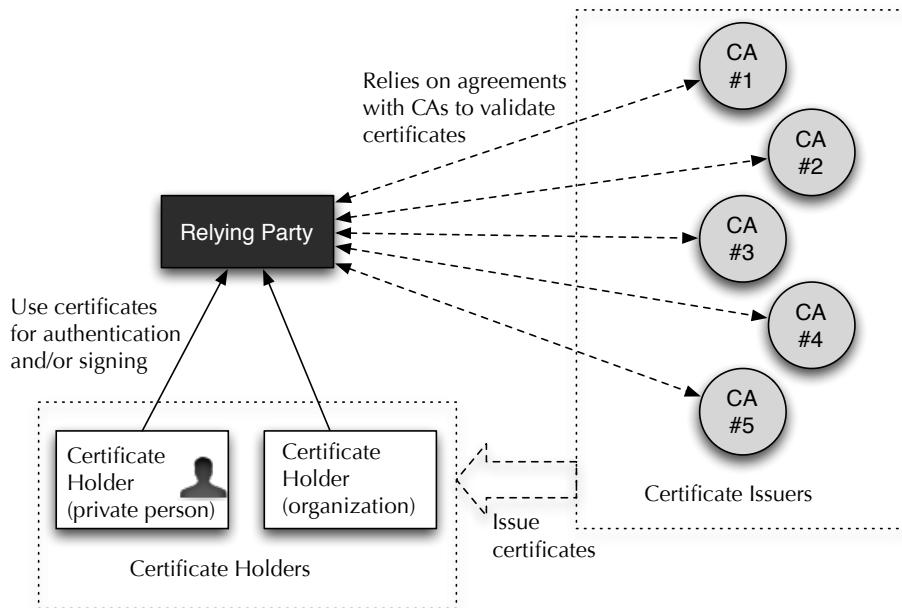 CA
#1
Relies on agreements
with CAs to validate
certificates
CA
#2
Relying Party
CA
#3
Use certificates
for authentication
and/or signing
CA
#4
CA
#5
Certificate
Holder
(private person)
Certificate
Holder
(organization)
Certificate Issuers
Issue
certificates
Certificate Holders